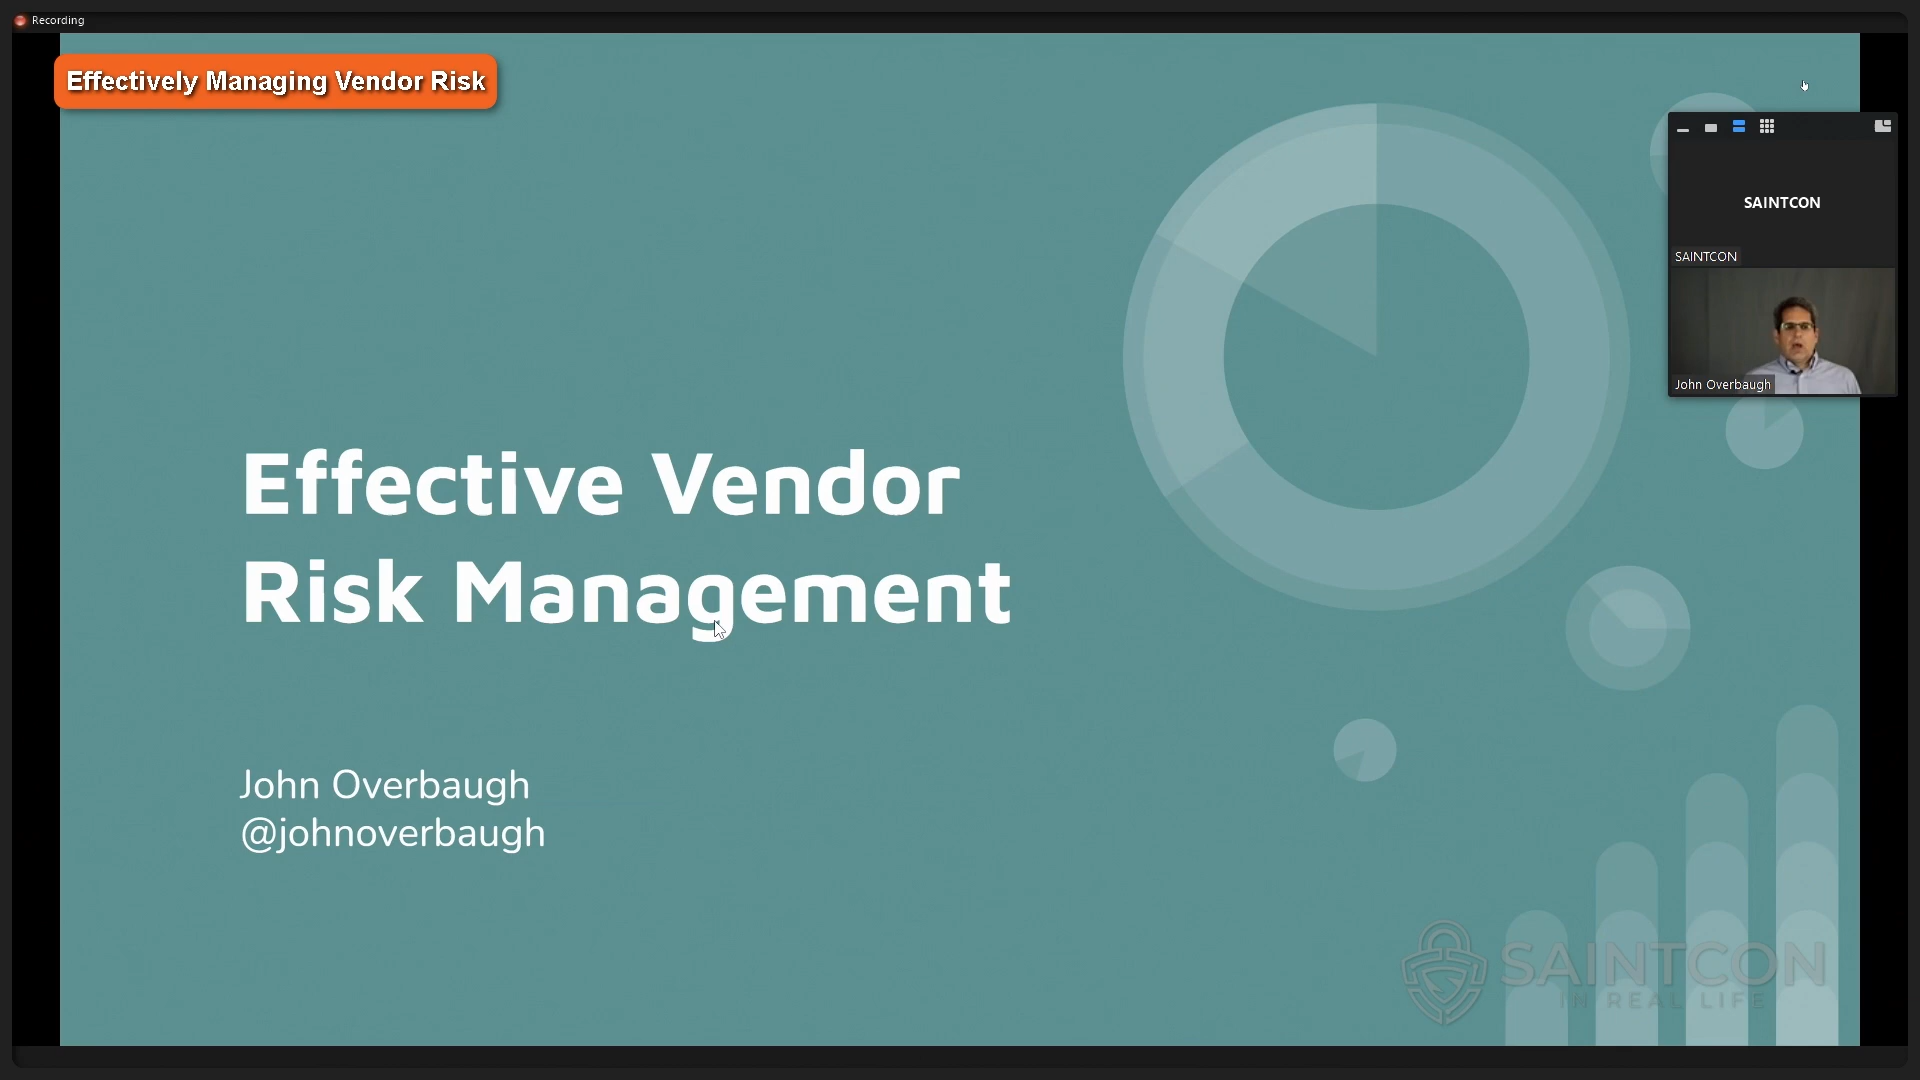 Recording
Effectively Managing Vendor Risk
SAINTCON
SAINTCON
John Overbaugh
Effective Vendor
Risk Management
John Overbaugh
@johnoverbaugh
SAINTCON
IN REAL LIFE